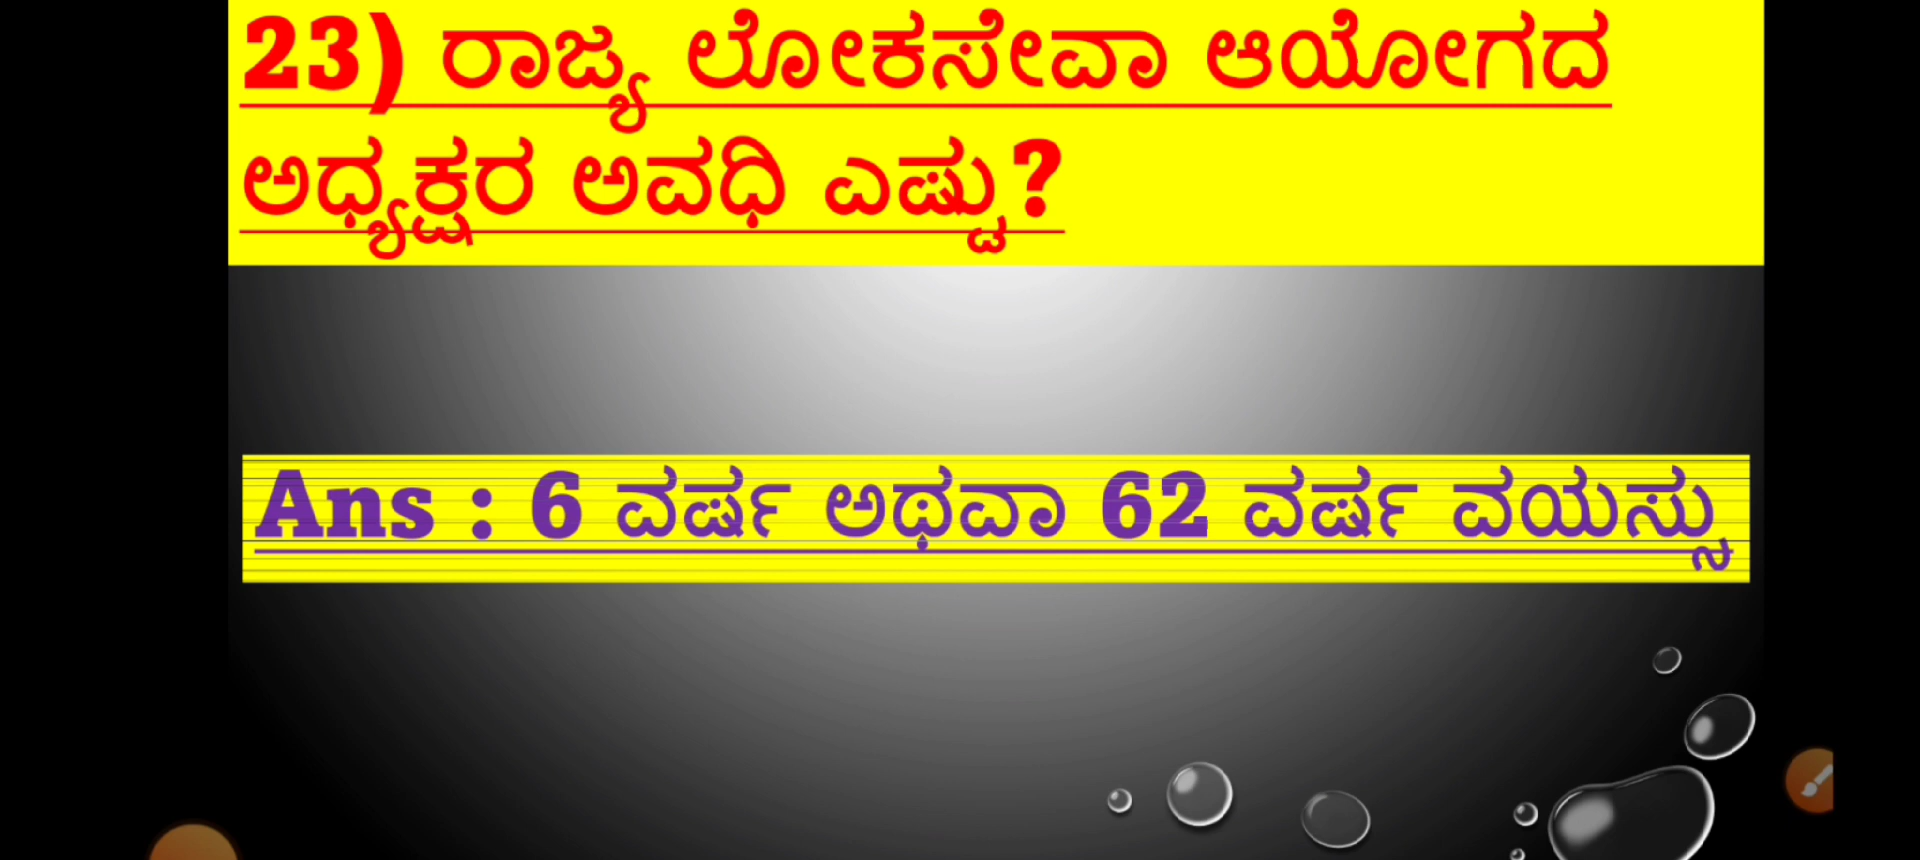 23) ರಾಜ್ಯ ಲೋಕಸೇವಾ ಆಯೋಗದ
ಅಧ್ಯಕ್ಷರ ಅವಧಿ ಎಷ್ಟು?
Ans : 6 ವರ್ಷ ಅಥವಾ 62 ವರ್ಷ ವಯಸ್ಸು